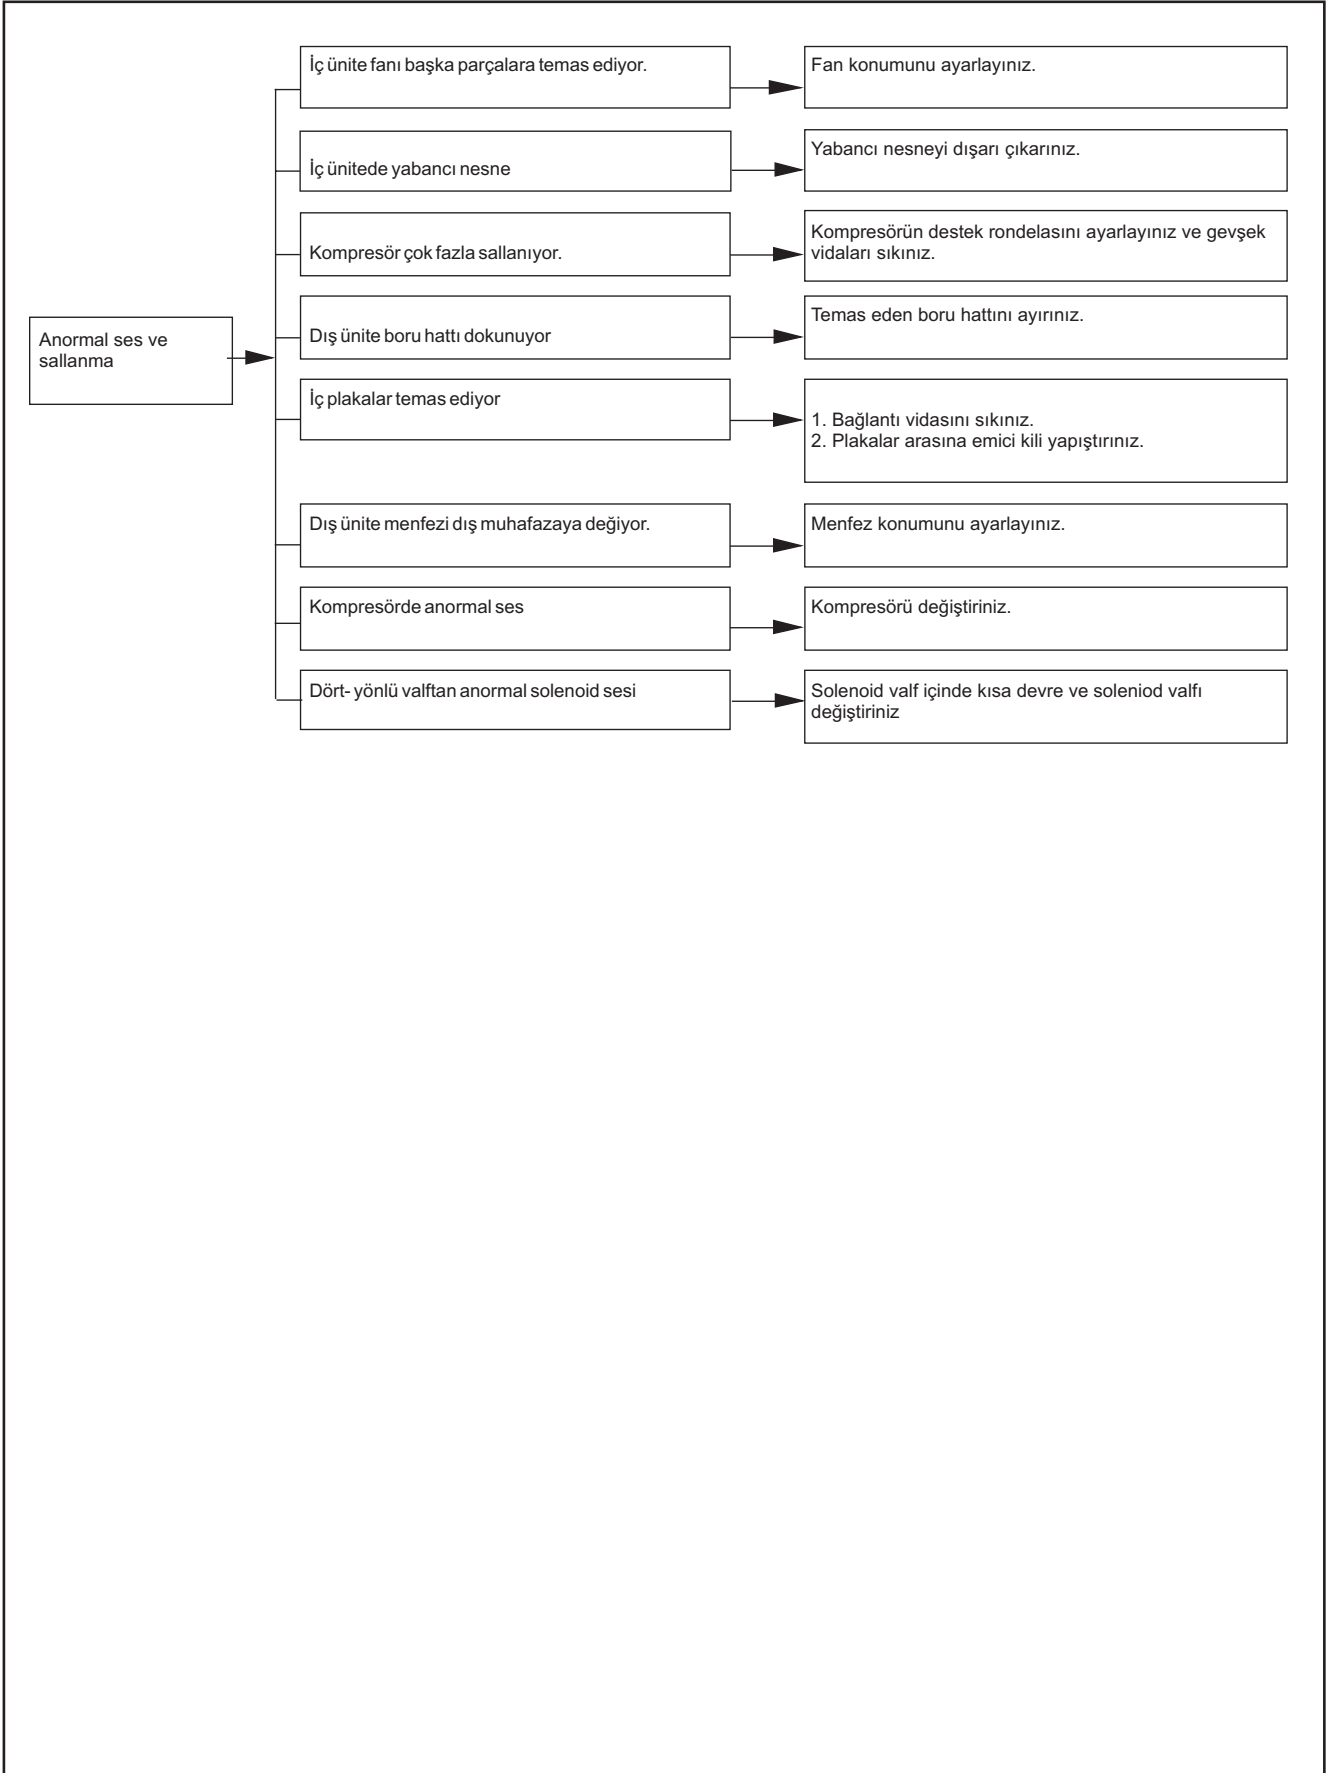 İç ünite fanı başka parçalara temas ediyor.
Fan konumunu ayarlayınız.
İç ünitede yabancı nesne
Yabancı nesneyi dışarı çıkarınız.
Kompresör çok fazla sallanıyor.
Kompresörün destek rondelasını ayarlayınız ve gevşek
vidaları sıkınız.
Anormal ses ve
sallanma
Dış ünite boru hattı dokunuyor
Temas eden boru hattını ayırınız.
İç plakalar temas ediyor
1. Bağlantı vidasını sıkınız.
2. Plakalar arasına emici kili yapıştırınız.
Dış ünite menfezi dış muhafazaya değiyor.
Menfez konumunu ayarlayınız.
Kompresörde anormal ses
Kompresörü değiştiriniz.
Dört- yönlü valftan anormal solenoid sesi
Solenoid valf içinde kısa devre ve soleniod valfı
değiştiriniz